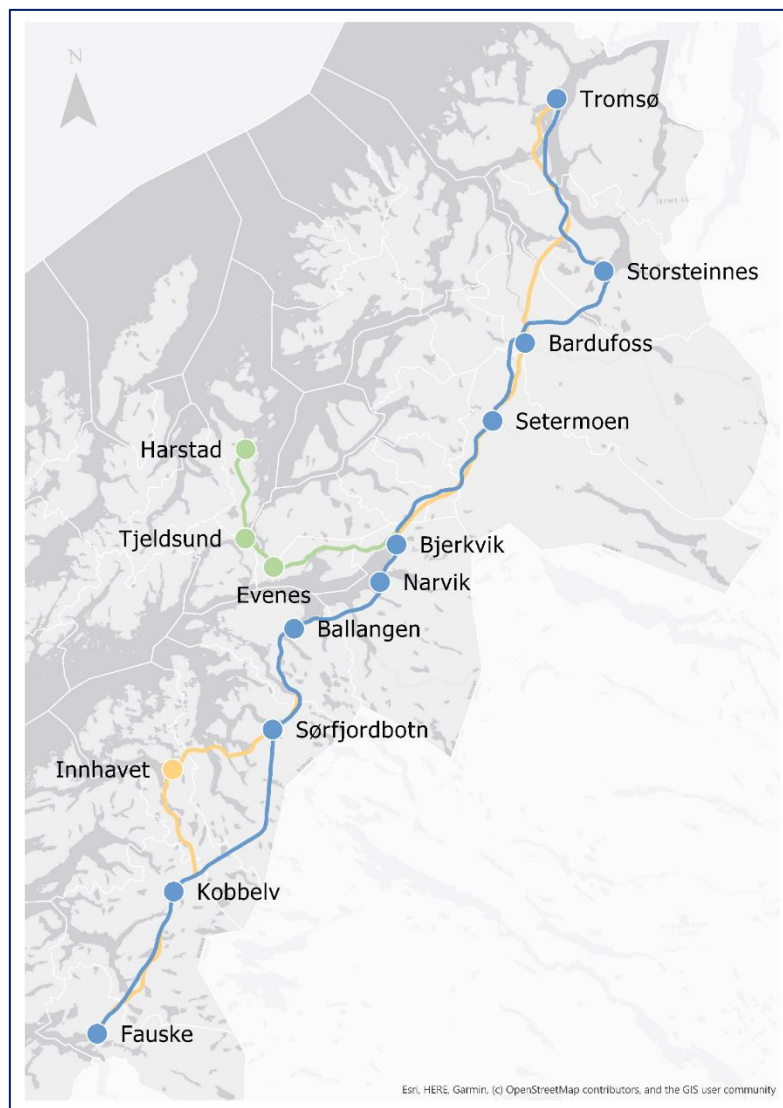 N
Tromsø
Storsteinnes
Bardufoss
Setermoen
Harstad
Tjeldsund
Bjerkvik
Narvik
Evenes
Ballangen
Sørfjordbotn
Innhavet
Kobbelv
Fauske
Esri, HERE, Garmin, (c) OpenStreetMap contributors, and the GIS user community